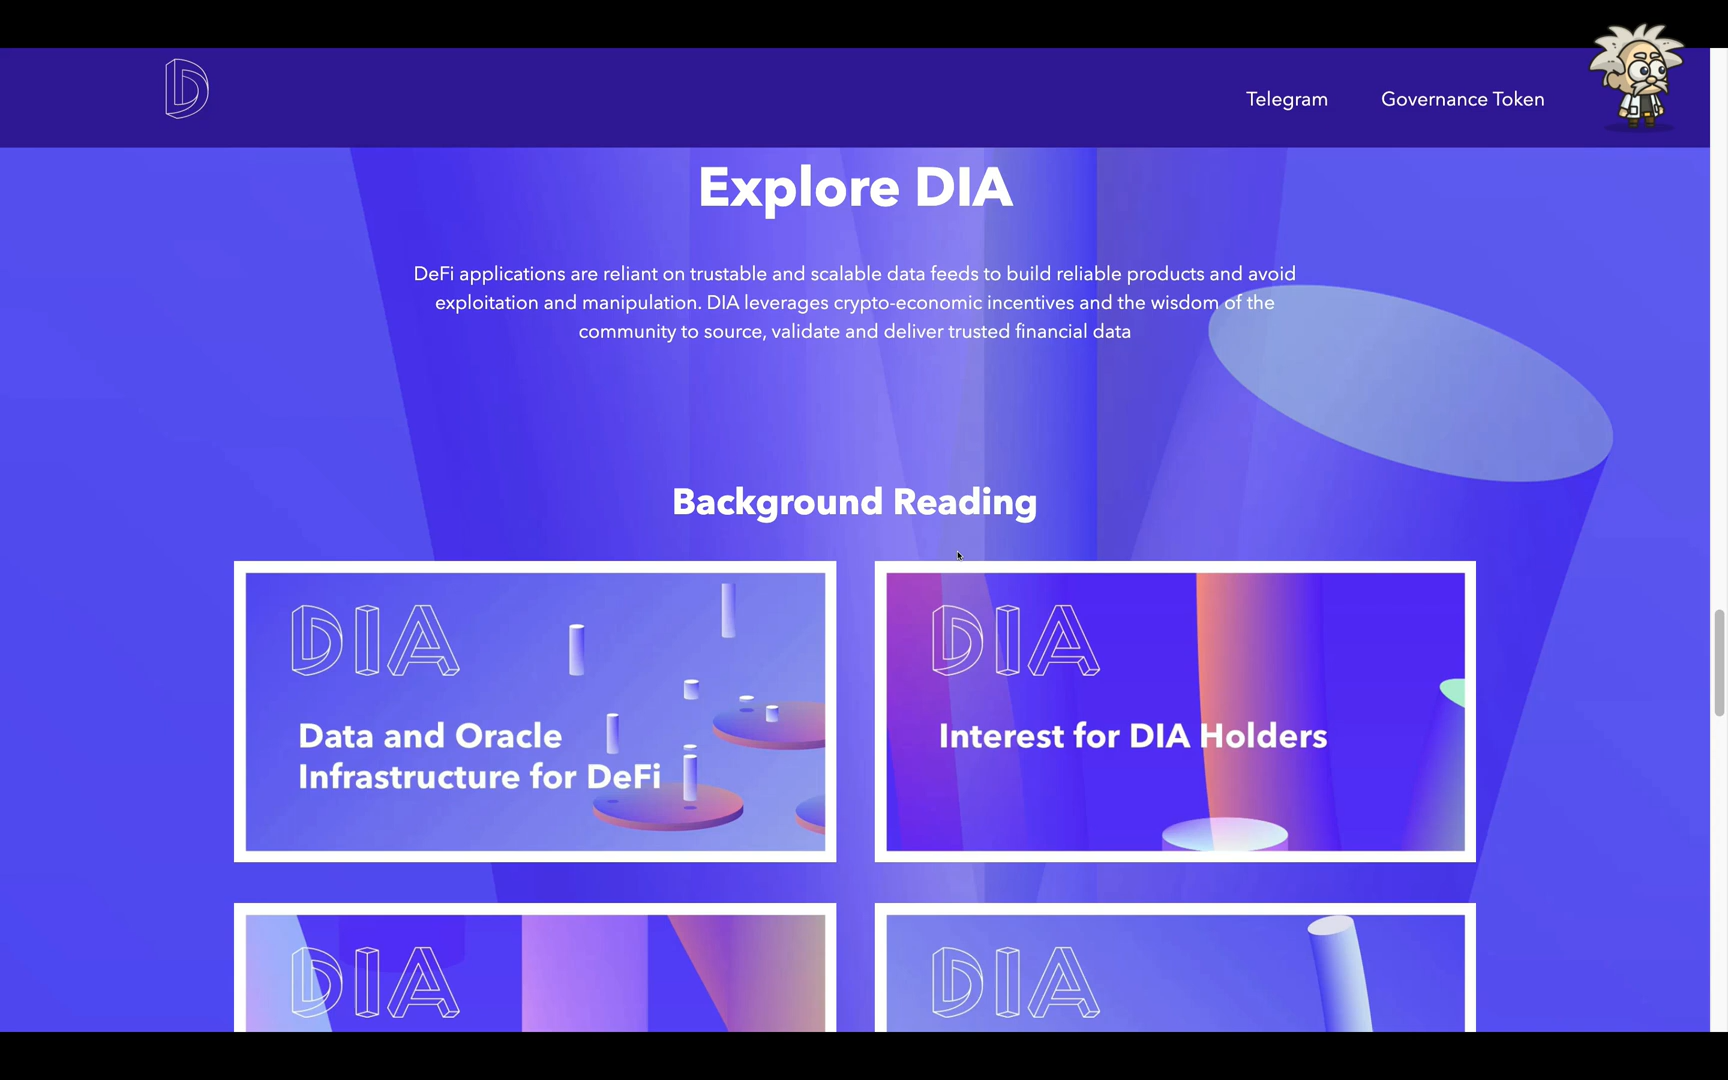 D
Telegram
Governance Token
Explore DIA
DeFi applications are reliant on trustable and scalable data feeds to build reliable products and avoid
exploitation and manipulation. DIA leverages crypto-economic incentives and the wisdom of the
community to source, validate and deliver trusted financial data
Background Reading
DIA
Data and Oracle
Infrastructure for DeFi
DIA
Interest for DIA Holders
DIA
DIA